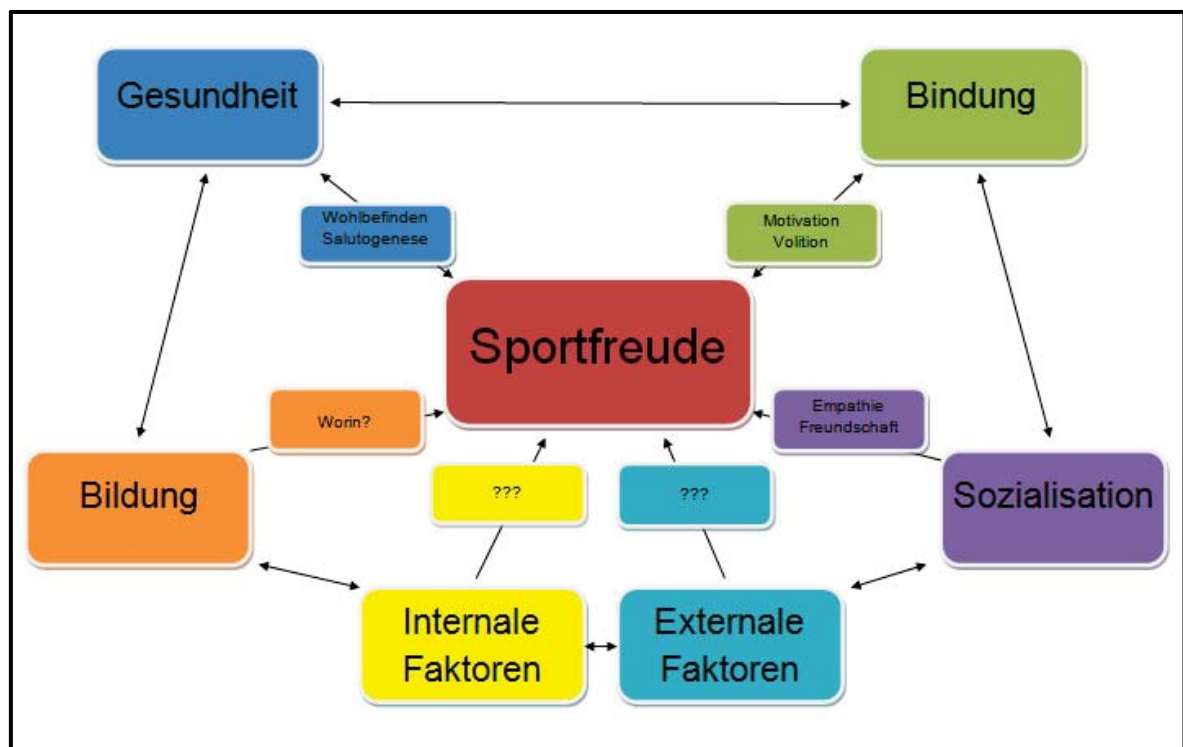 Gesundheit
Bindung
Wohlbefinden
Salutogenese
Motivation
Volition
Sportfreude
Worin?
Empathie
Freundschaft
Bildung
???
???
Sozialisation
Internale
Faktoren
Externale
Faktoren